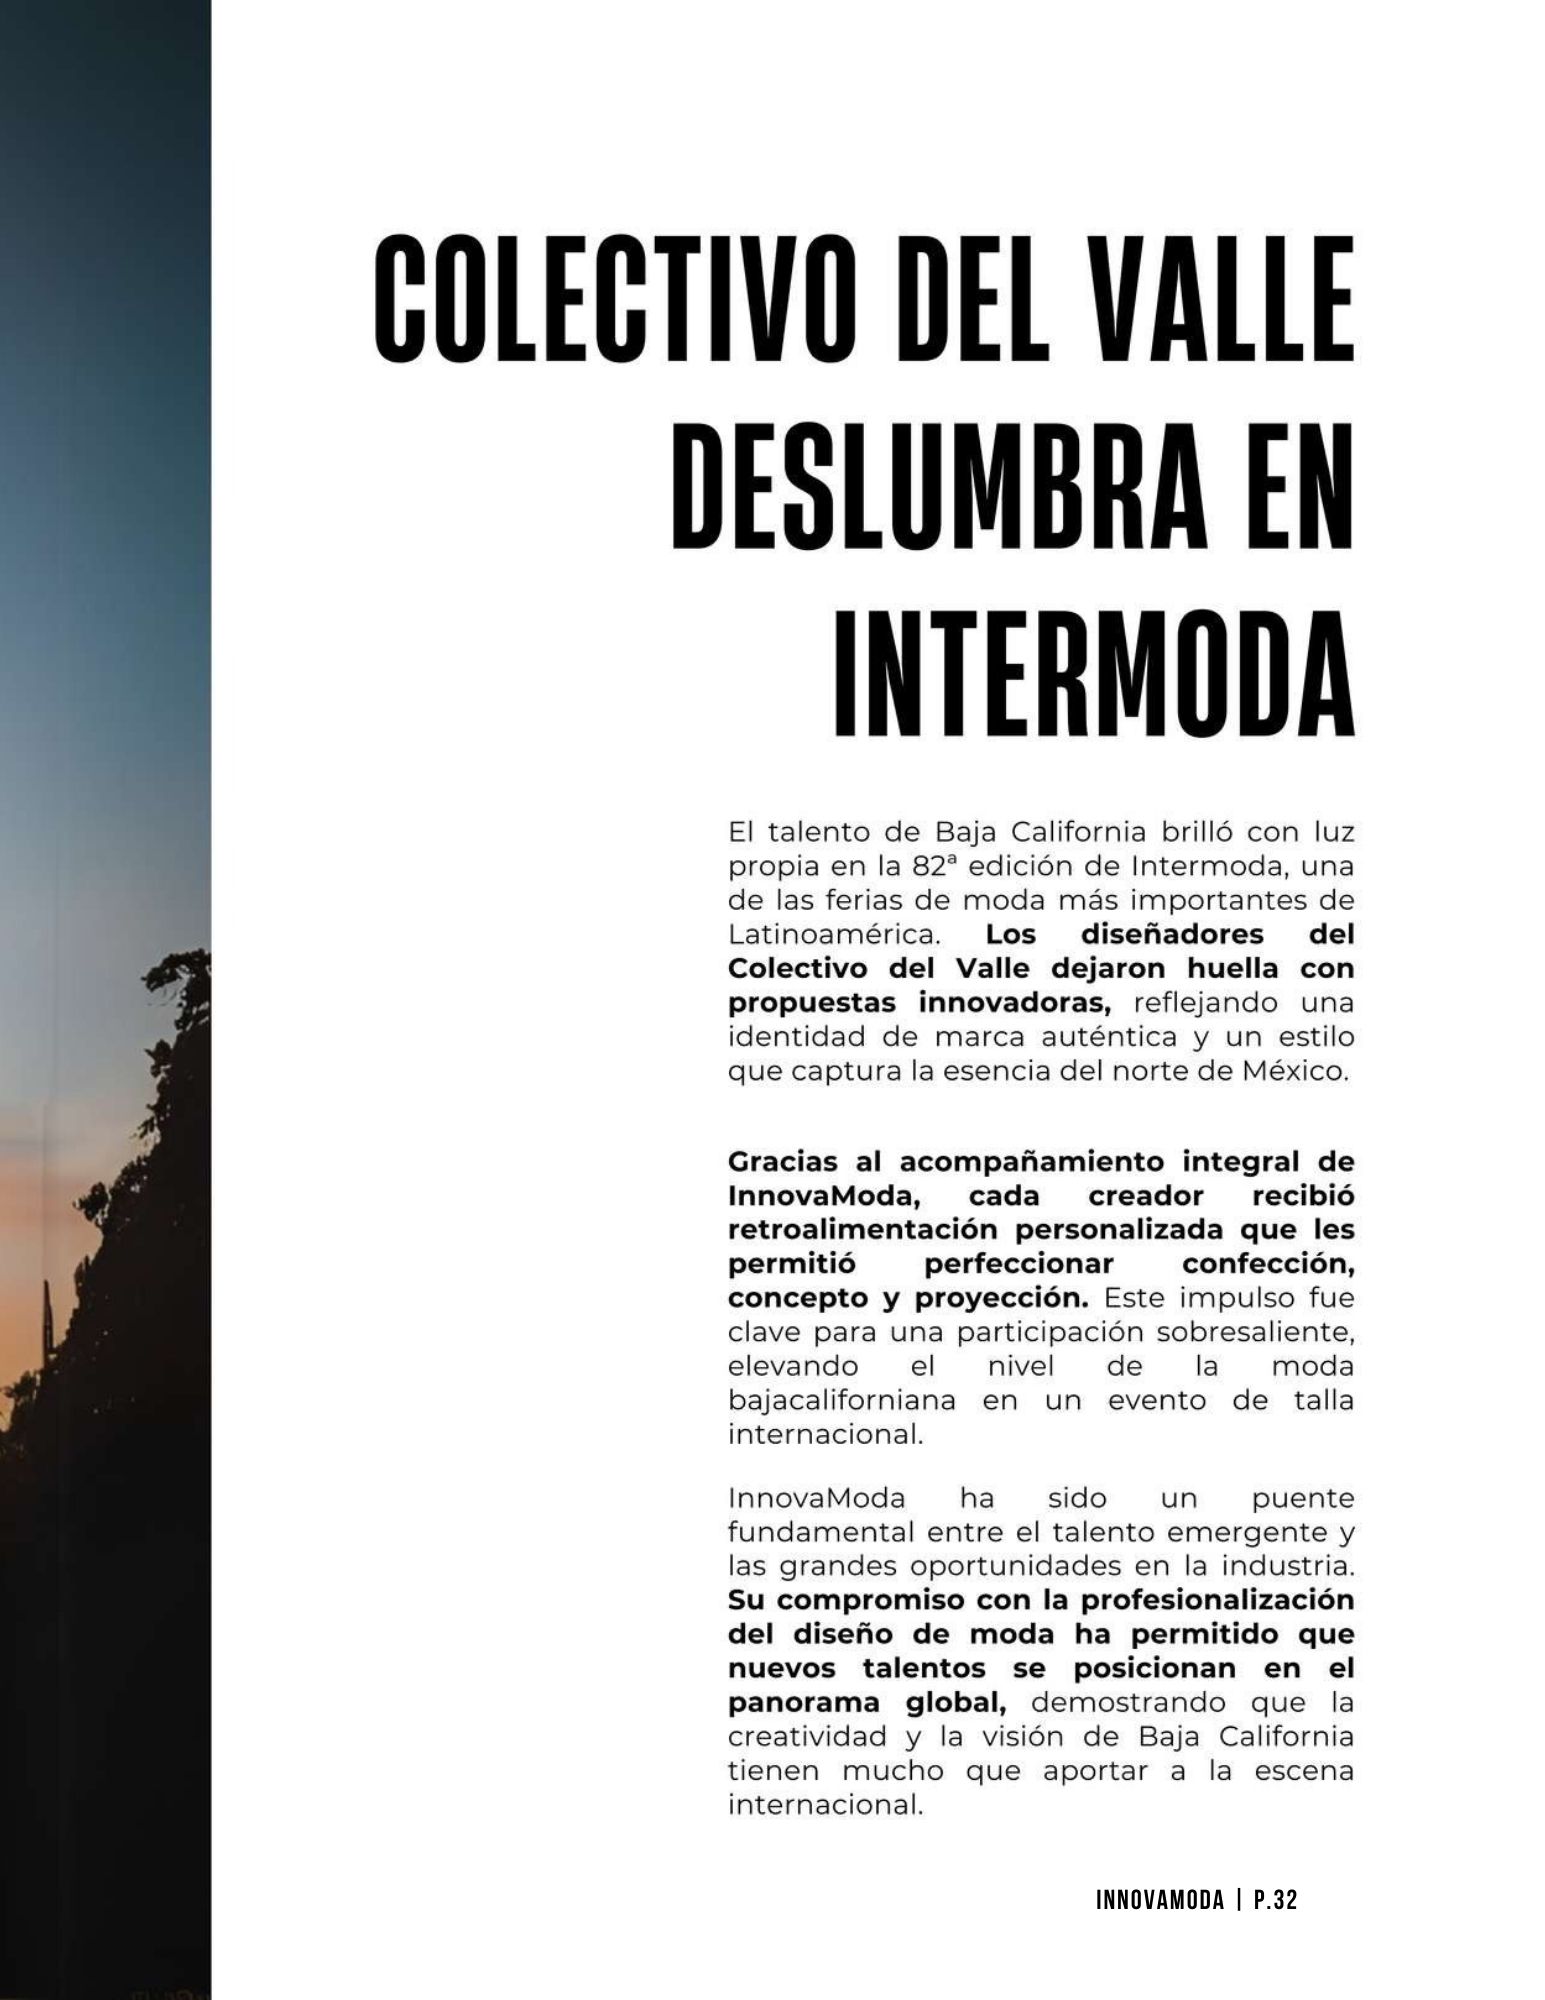 COLECTIVO DEL VALLE
DESLUMBRA EN
INTERMODA
El talento de Baja California brilló con luz
propia en la 82ª edición de Intermoda, una
de las ferias de moda más importantes de
Latinoamérica. Los diseñadores del
Colectivo del Valle dejaron huella con
propuestas innovadoras, reflejando una
identidad de marca auténtica y un estilo
que captura la esencia del norte de México.
Gracias al acompañamiento integral de
InnovaModa, cada creador recibió
retroalimentación personalizada que les
permitió perfeccionar confección,
concepto y proyección. Este impulso fue
clave para una participación sobresaliente,
elevando el nivel de la moda
bajacaliforniana en un evento de talla
internacional.
InnovaModa ha sido un puente
fundamental entre el talento emergente y
las grandes oportunidades en la industria.
Su compromiso con la profesionalización
del diseño de moda ha permitido que
nuevos talentos se posicionan en el
panorama global, demostrando que la
creatividad y la visión de Baja California
tienen mucho que aportar a la escena
internacional.
INNOVAMODA | P.32